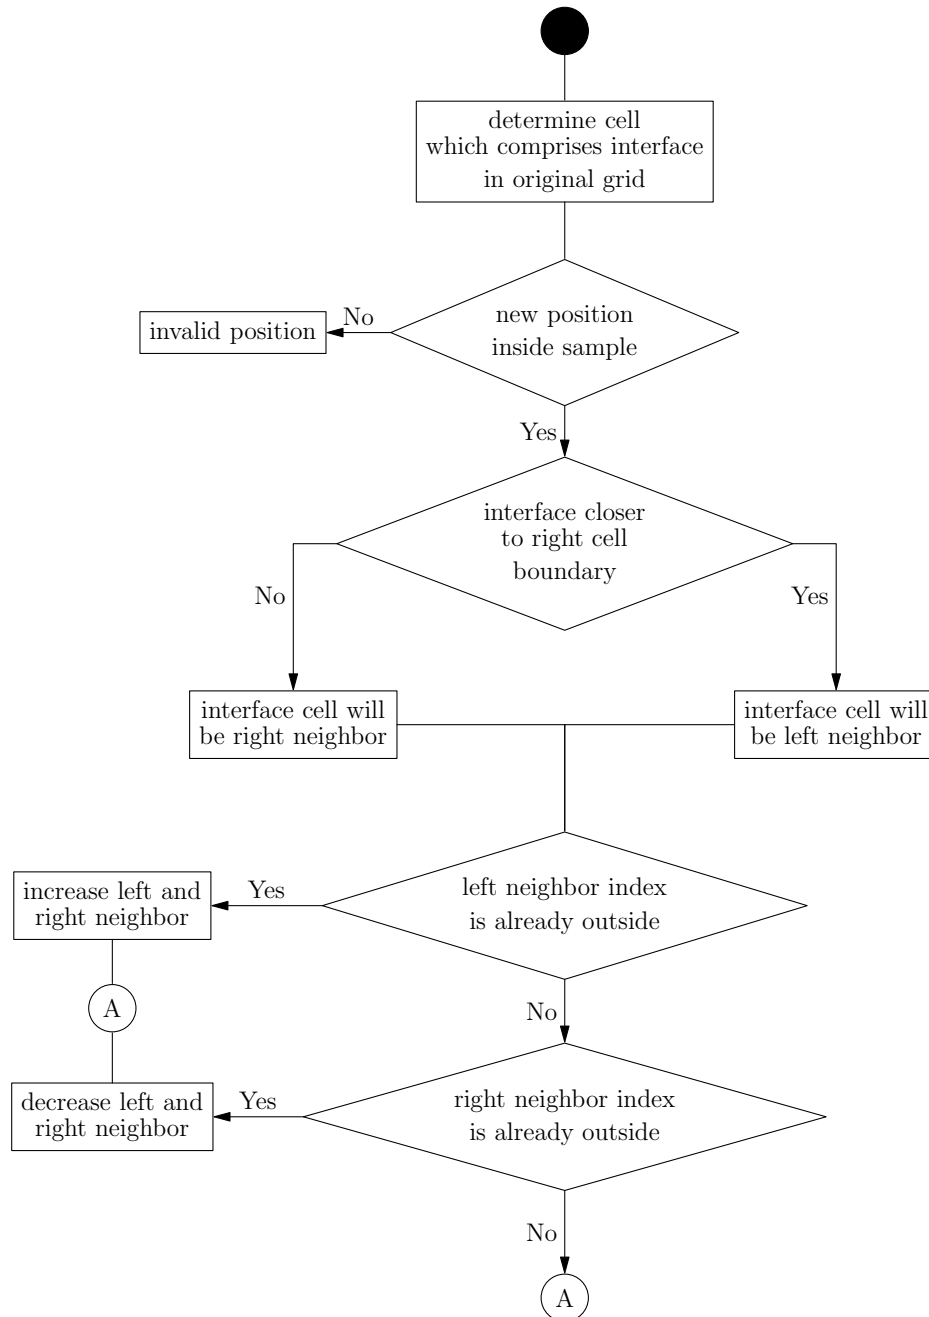 determine cell
which comprises interface
in original grid
new position
inside sample
No
invalid position
Yes
interface closer
to right cell
boundary
No
Yes
interface cell will
be right neighbor
interface cell will
be left neighbor
left neighbor index
is already outside
Yes
increase left and
right neighbor
A
No
right neighbor index
is already outside
Yes
decrease left and
right neighbor
No
A